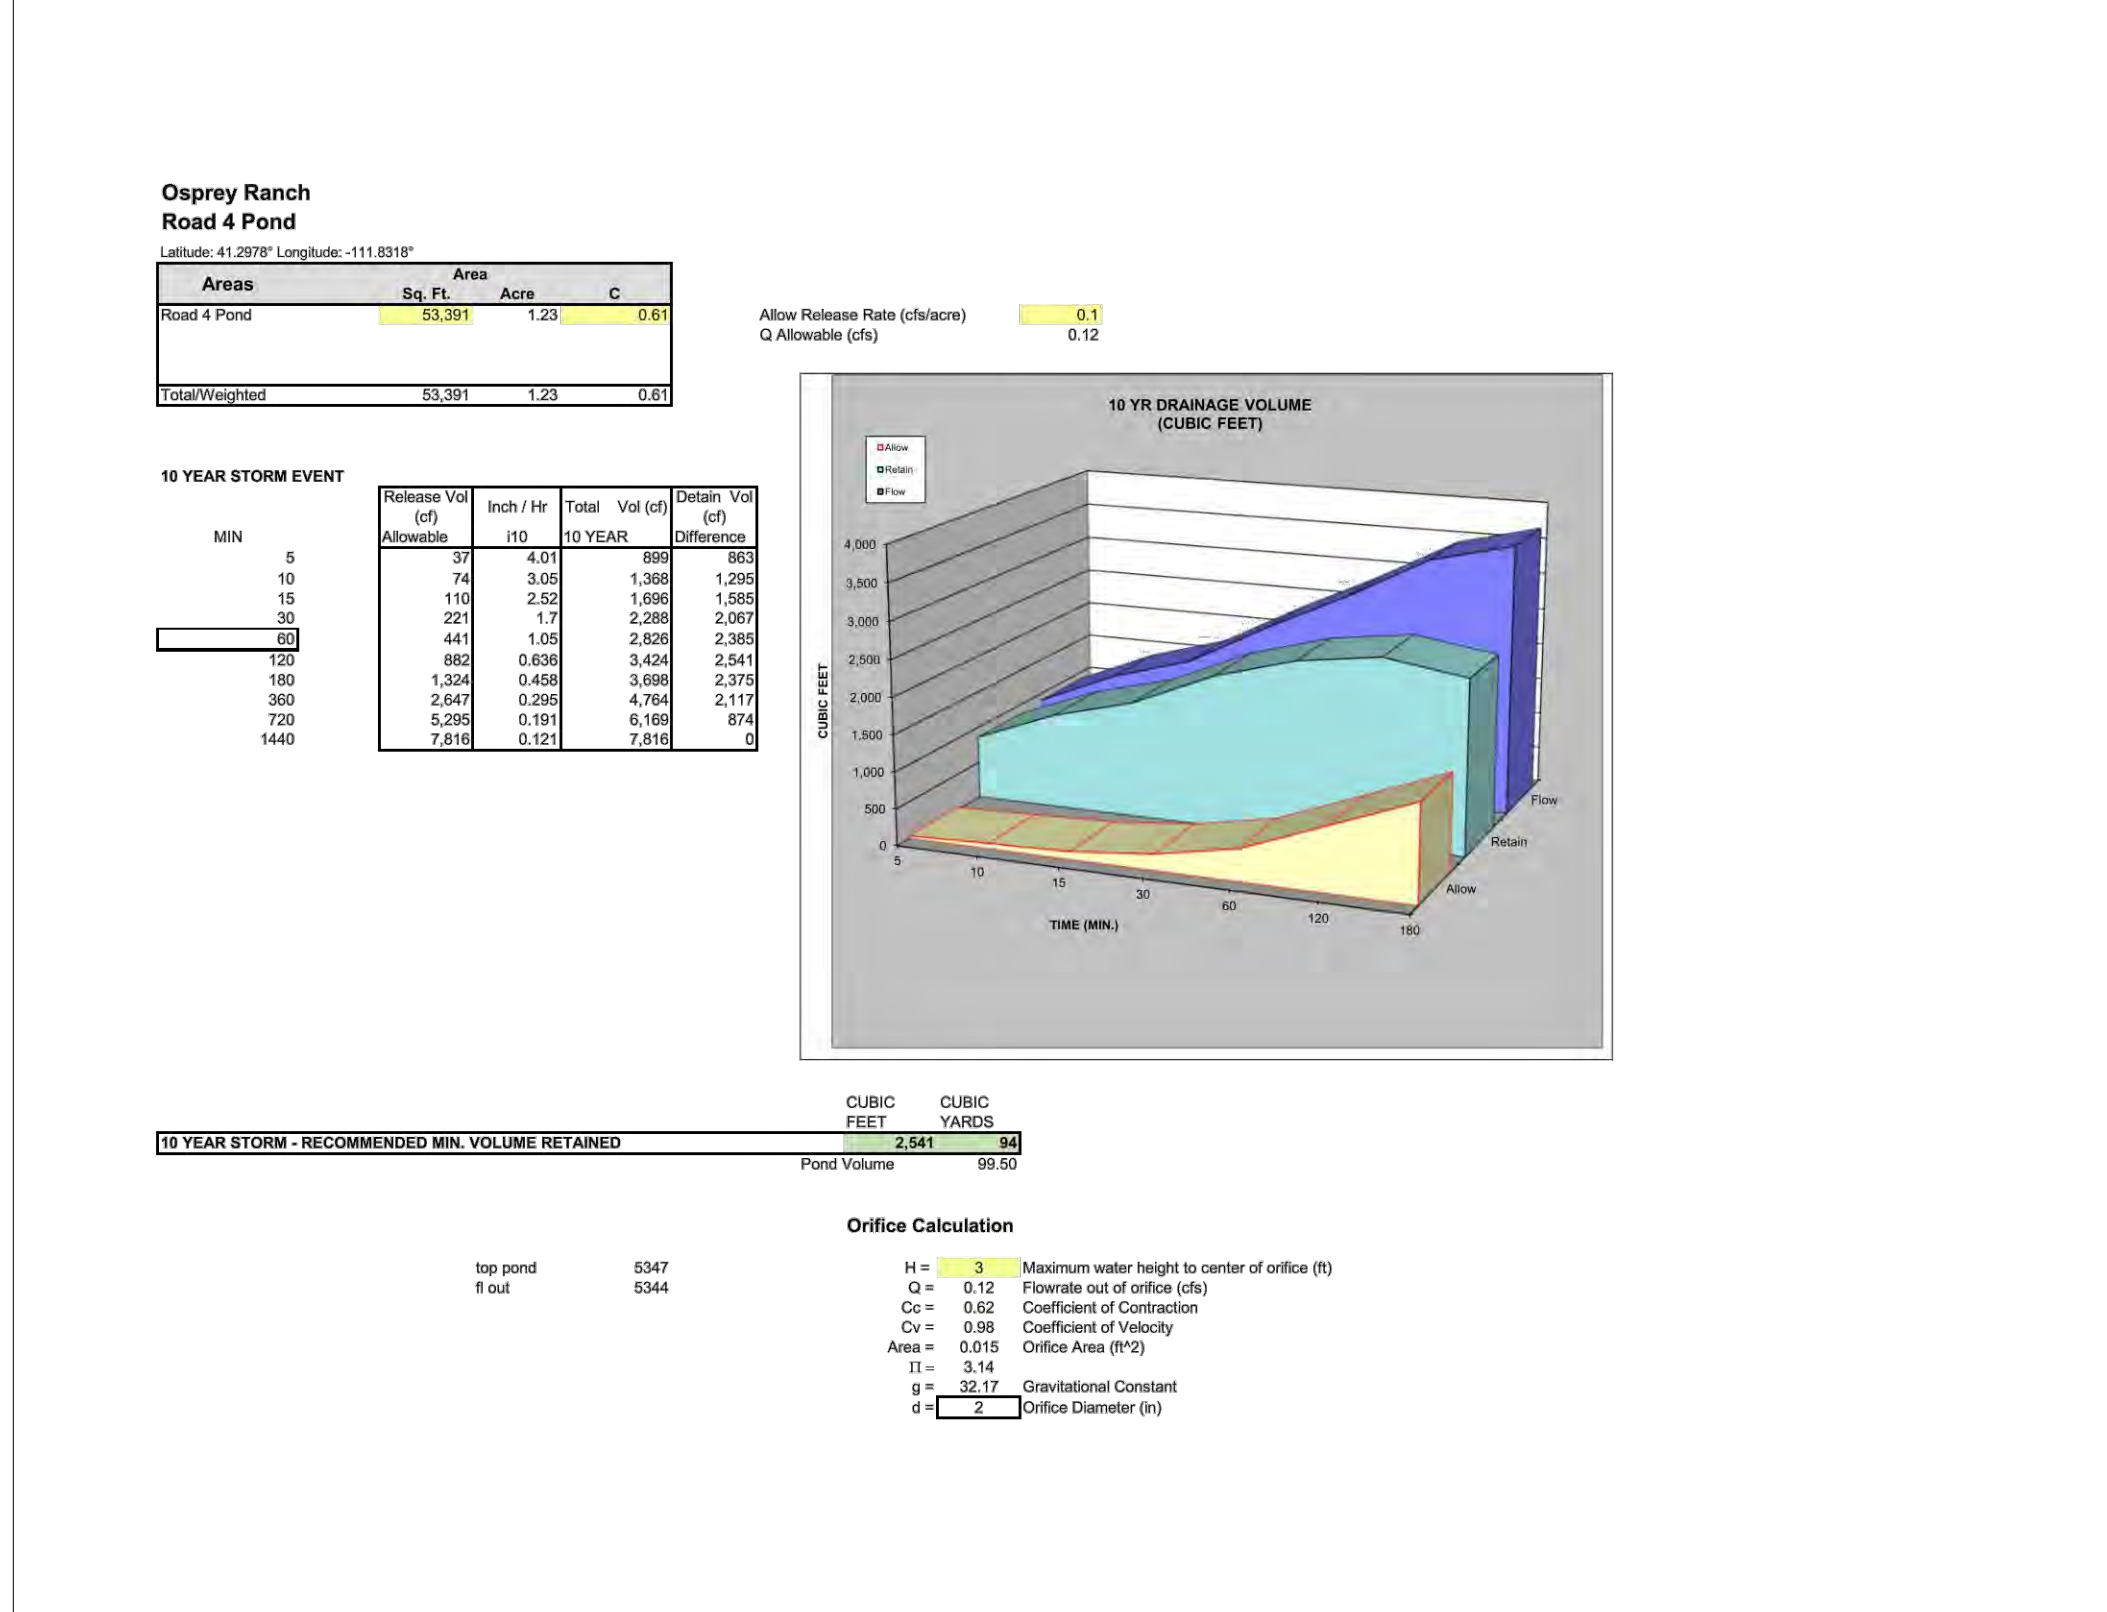 Osprey Ranch
Road 4 Pond
Latitude: 41.2978° Longitude: -111.8318°
Areas Area
Sq. Ft. Acre C
Road 4 Pond 53,391 1.23 0.61
Total/Weighted 53,391 1.23 0.61
Allow Release Rate (cfs/acre) 0.1
Q Allowable (cfs) 0.12
10 YEAR STORM EVENT
MIN Release Vol (cf) Allowable Inch / Hr i10 Total Vol (cf) 10 YEAR Detain Vol (cf) Difference
5 37 4.01 899 863
10 74 3.05 1,368 1,295
15 110 2.52 1,696 1,585
30 221 1.7 2,288 2,067
60 441 1.05 2,826 2,385
120 882 0.636 3,424 2,541
180 1,324 0.458 3,698 2,375
360 2,647 0.295 4,764 2,117
720 5,295 0.191 6,169 874
1440 7,816 0.121 7,816 0
10 YR DRAINAGE VOLUME
(CUBIC FEET)
Allow
Retain
Flow
4,000
3,500
3,000
2,500
2,000
1,500
1,000
500
0
CUBIC FEET
5 10 15 30 60 120 180
TIME (MIN.)
Flow
Retain
Allow
CUBIC FEET CUBIC YARDS
10 YEAR STORM - RECOMMENDED MIN. VOLUME RETAINED 2,541 94
Pond Volume 99.50
Orifice Calculation
top pond 5347
fl out 5344
H = 3 Maximum water height to center of orifice (ft)
Q = 0.12 Flowrate out of orifice (cfs)
Cc = 0.62 Coefficient of Contraction
Cv = 0.98 Coefficient of Velocity
Area = 0.015 Orifice Area (ft^2)
Π = 3.14
g = 32.17 Gravitational Constant
d = 2 Orifice Diameter (in)